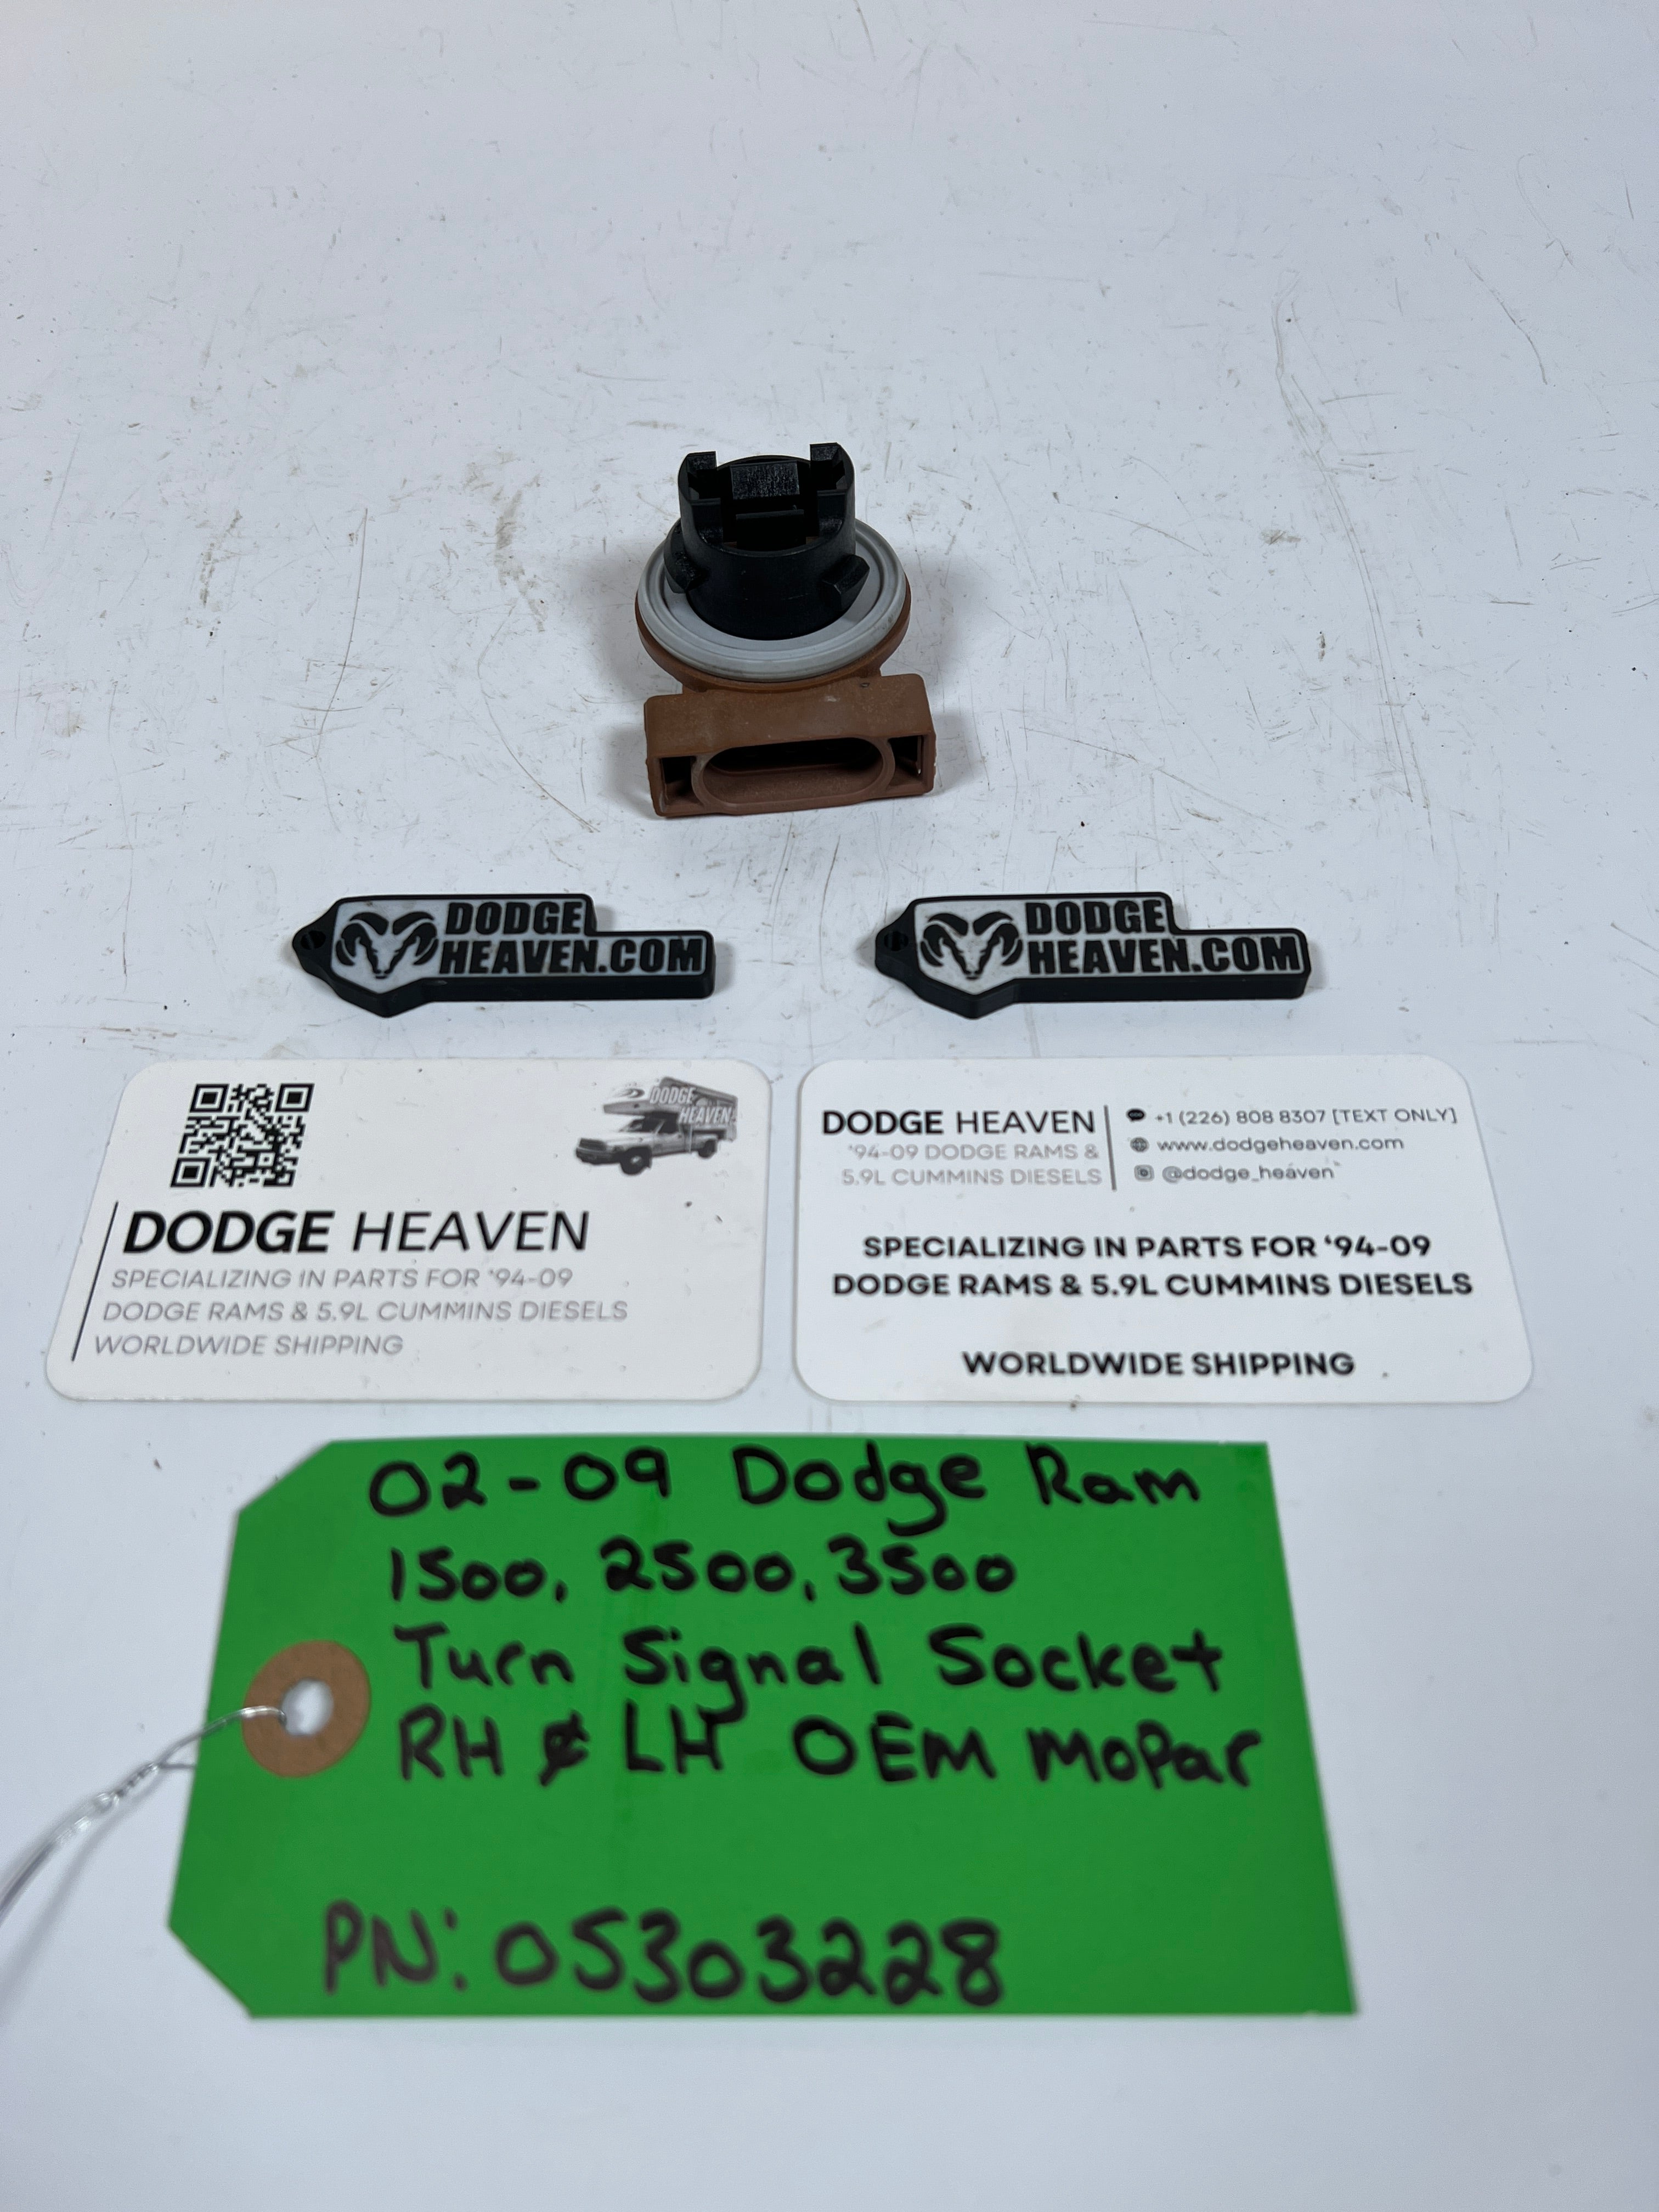 DODGE
HEAVEN.COM
DODGE
HEAVEN.COM
DODGE
HEAVEN
DODGE HEAVEN
SPECIALIZING IN PARTS FOR '94-09
DODGE RAMS & 5.9L CUMMINS DIESELS
WORLDWIDE SHIPPING
DODGE HEAVEN
'94-09 DODGE RAMS &
5.9L CUMMINS DIESELS
+1 (226) 808 8307 [TEXT ONLY]
www.dodgeheaven.com
@dodge_heaven
SPECIALIZING IN PARTS FOR '94-09
DODGE RAMS & 5.9L CUMMINS DIESELS
WORLDWIDE SHIPPING
02-09 Dodge Ram
1500, 2500, 3500
Turn Signal Socket
RH & LH OEM Mopar
PN: 05303228